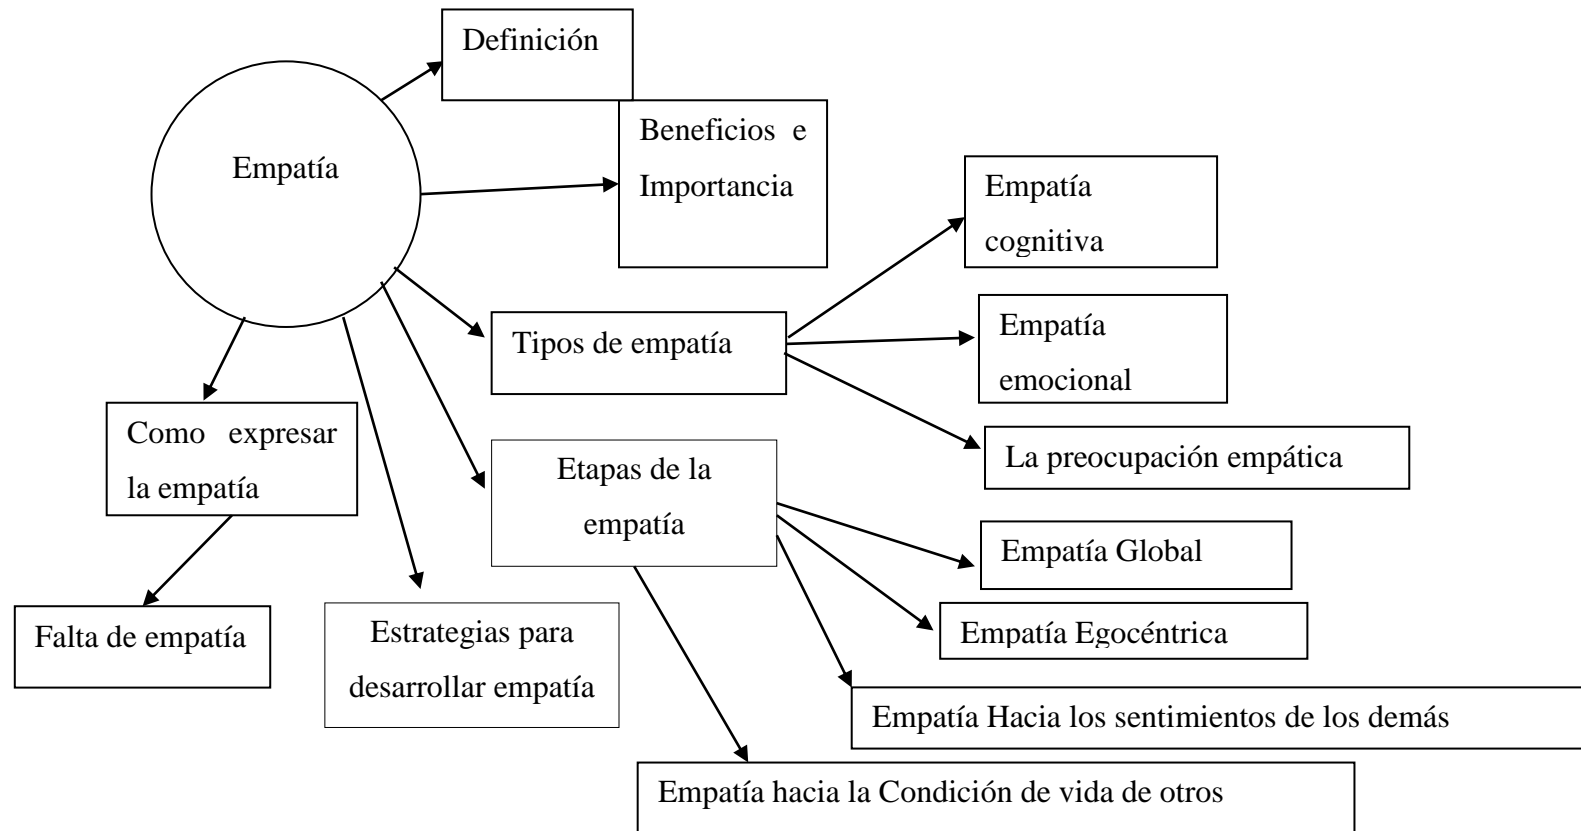 Definición
Beneficios e
Importancia
Empatía
Empatía
cognitiva
Tipos de empatía
Empatía
emocional
La preocupación empática
Como expresar
la empatía
Etapas de la
empatía
Empatía Global
Empatía Egocéntrica
Falta de empatía
Estrategias para
desarrollar empatía
Empatía Hacia los sentimientos de los demás
Empatía hacia la Condición de vida de otros